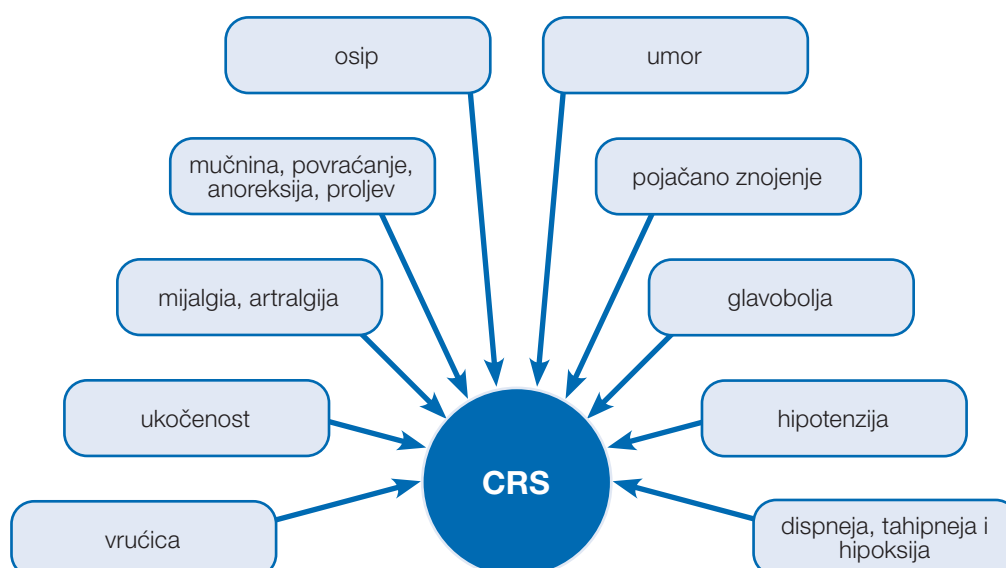 osip
umor
mučnina, povraćanje,
anoreksija, proljev
pojačano znojenje
mijalgia, artralgija
glavobolja
ukočenost
hipotenzija
CRS
vrućica
dispneja, tahipneja i
hipoksija